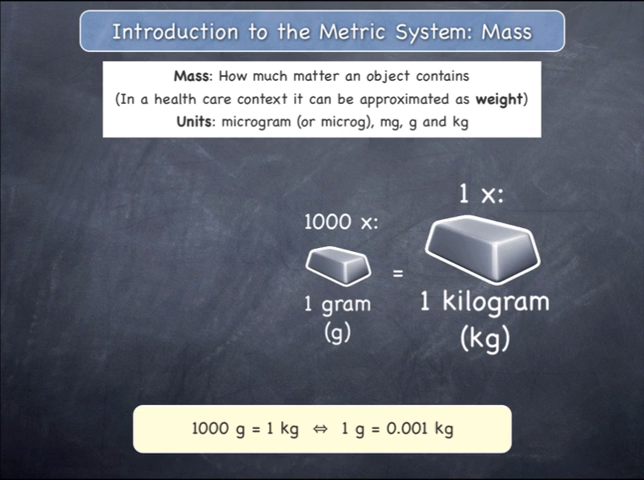 Introduction to the Metric System: Mass
Mass: How much matter an object contains
(In a health care context it can be approximated as weight)
Units: microgram (or microg), mg, g and kg
1000 x:
1 gram
(g)
=
1 x:
1 kilogram
(kg)
1000 g = 1 kg ⇔ 1 g = 0.001 kg